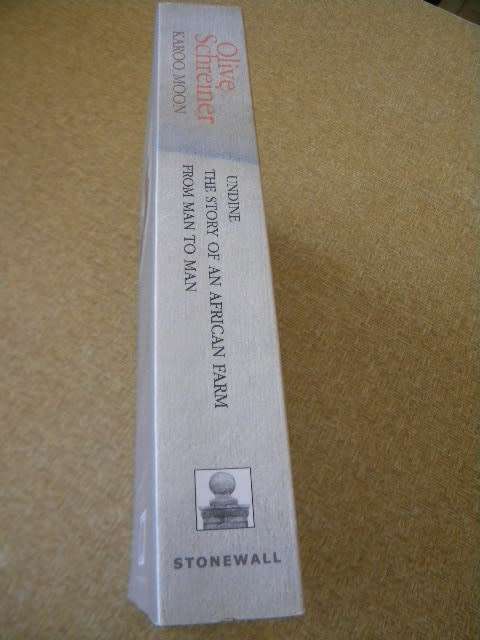 Olive
Schreiner
KAROO MOON
UNDINE
THE STORY OF AN AFRICAN FARM
FROM MAN TO MAN
STONEWALL